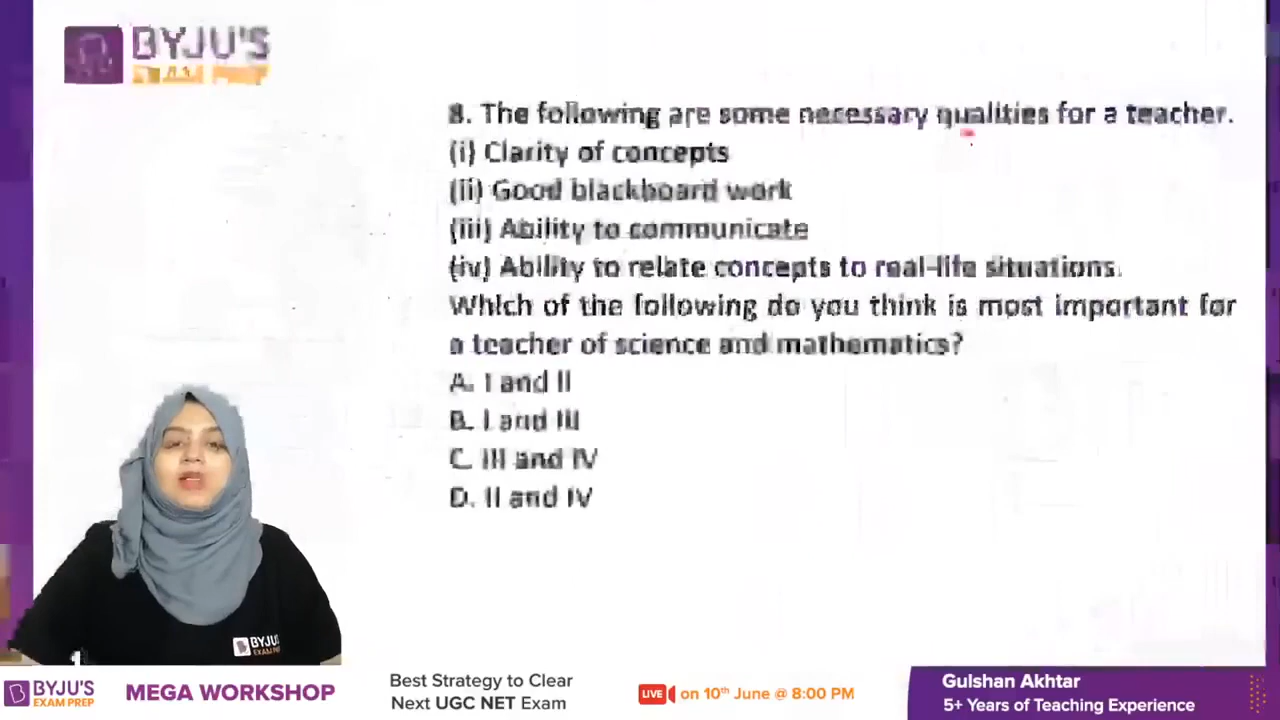 BYJU'S
EXAM PREP
8. The following are some necessary qualities for a teacher.
(i) Clarity of concepts
(ii) Good blackboard work
(iii) Ability to communicate
(iv) Ability to relate concepts to real-life situations.
Which of the following do you think is most important for
a teacher of science and mathematics?
A. I and II
B. I and III
C. III and IV
D. II and IV
BYJU'S
EXAM PREP
BYJU'S
EXAM PREP
MEGA WORKSHOP
Best Strategy to Clear
Next UGC NET Exam
LIVE on 10th June @ 8:00 PM
Gulshan Akhtar
5+ Years of Teaching Experience